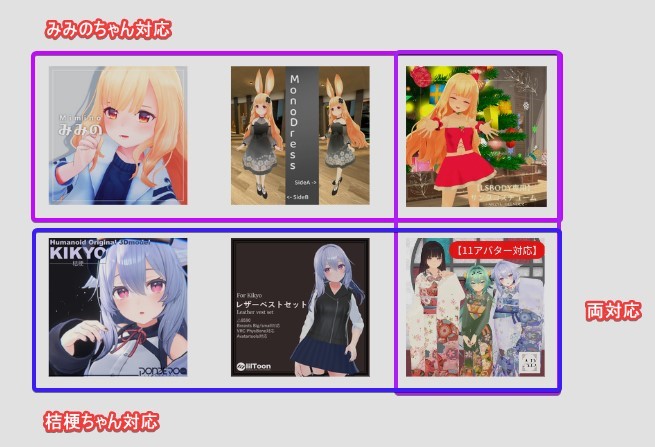 みみのちゃん対応
みみの
MonoDress
SideA ->
<- SideB
Humanoid Original 3Dmodel
KIKYO
For Kikyo
レザーベストセット
Leather vest set
lilToon
PONDEROG
【11アバター対応】
両対応
桔梗ちゃん対応